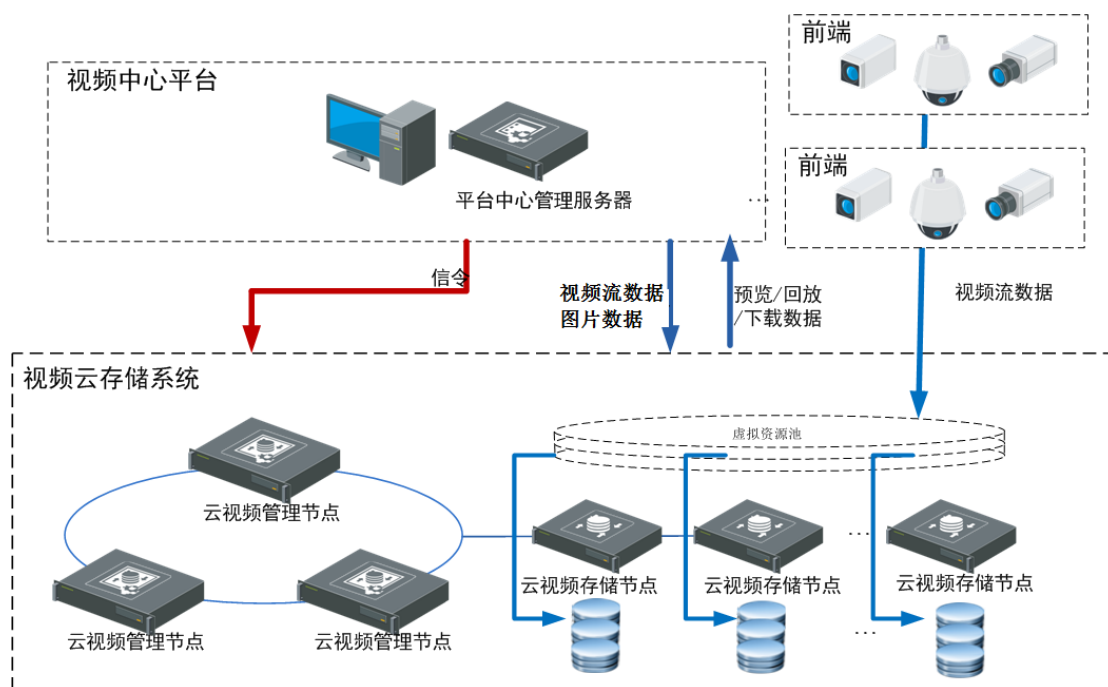 前端
视频中心平台
平台中心管理服务器
...
前端
信令
视频流数据
图片数据
预览/回放
/下载数据
视频流数据
视频云存储系统
虚拟资源池
云视频管理节点
云视频管理节点
云视频管理节点
...
云视频存储节点
云视频存储节点
云视频存储节点
...